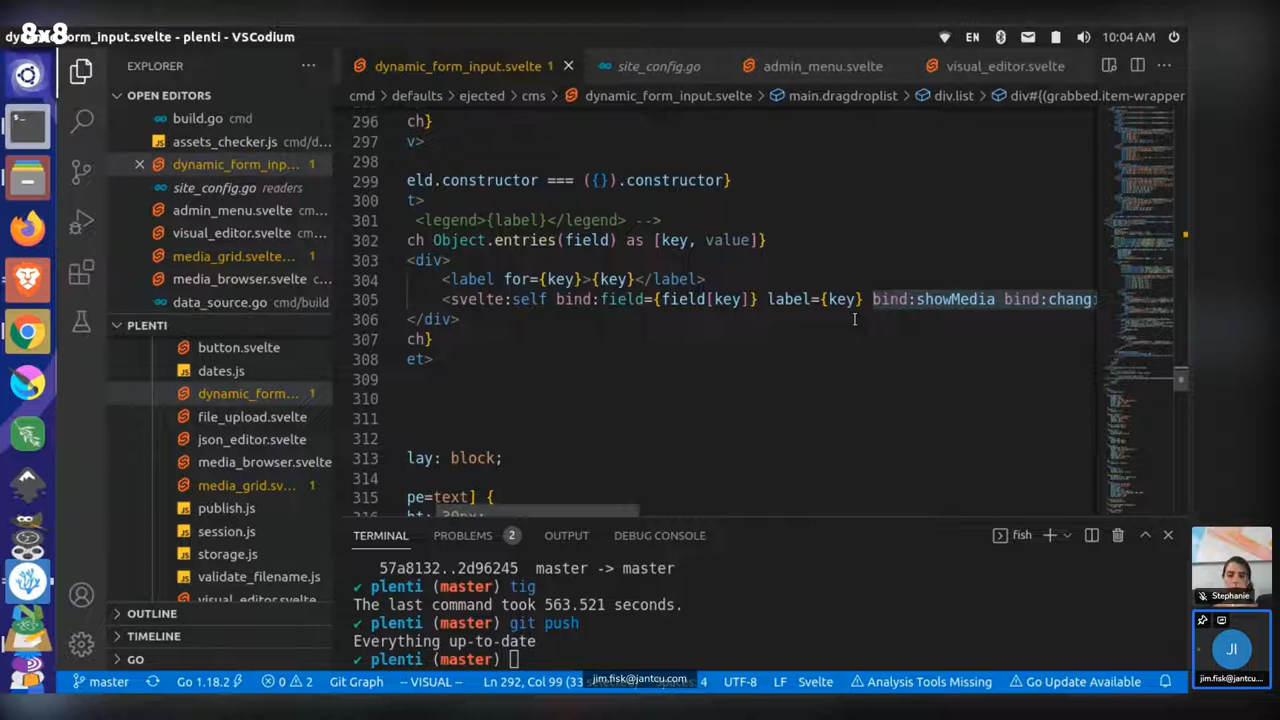 8x8
_form_input.svelte - plenti - VSCodium
EN
10:04 AM
EXPLORER
dynamic_form_input.svelte 1
site_config.go
admin_menu.svelte
visual_editor.svelte
cmd > defaults > ejected > cms > dynamic_form_input.svelte > main.dragdroplist > div.list > div#{(grabbed.item-wrapper
OPEN EDITORS
build.go cmd
assets_checker.js cmd/d...
dynamic_form_inp... 1
site_config.go readers
admin_menu.svelte cm...
visual_editor.svelte cm...
media_grid.svelte...
media_browser.svelte
data_source.go cmd/build
PLENTI
button.svelte
dates.js
dynamic_form... 1
file_upload.svelte
json_editor.svelte
media_browser.svelte
media_grid.sv... 1
publish.js
session.js
storage.js
validate_filename.js
visual_editor.svelte
OUTLINE
TIMELINE
GO
296 ch}
297 v>
298
299 eld.constructor === ({}).constructor}
300 t>
301 <legend>{label}</legend> -->
302 ch Object.entries(field) as [key, value]}
303 <div>
304 <label for={key}>{key}</label>
305 <svelte:self bind:field={field[key]} label={key} bind:showMedia bind:changi
306 </div>
307 ch}
308 et>
309
310
311
312
313 lay: block;
314
315 pe=text] {
TERMINAL
PROBLEMS 2
OUTPUT
DEBUG CONSOLE
fish
57a8132..2d96245 master -> master
✔ plenti (master) tig
The last command took 563.521 seconds.
✔ plenti (master) git push
Everything up-to-date
✔ plenti (master)
Stephanie
JI
jim.fisk@jantcu....
master
Go 1.18.2
0 2
Git Graph
-- VISUAL --
Ln 292, Col 99 (33
jim.fisk@jantcu.com
4
UTF-8
LF
Svelte
Analysis Tools Missing
Go Update Available